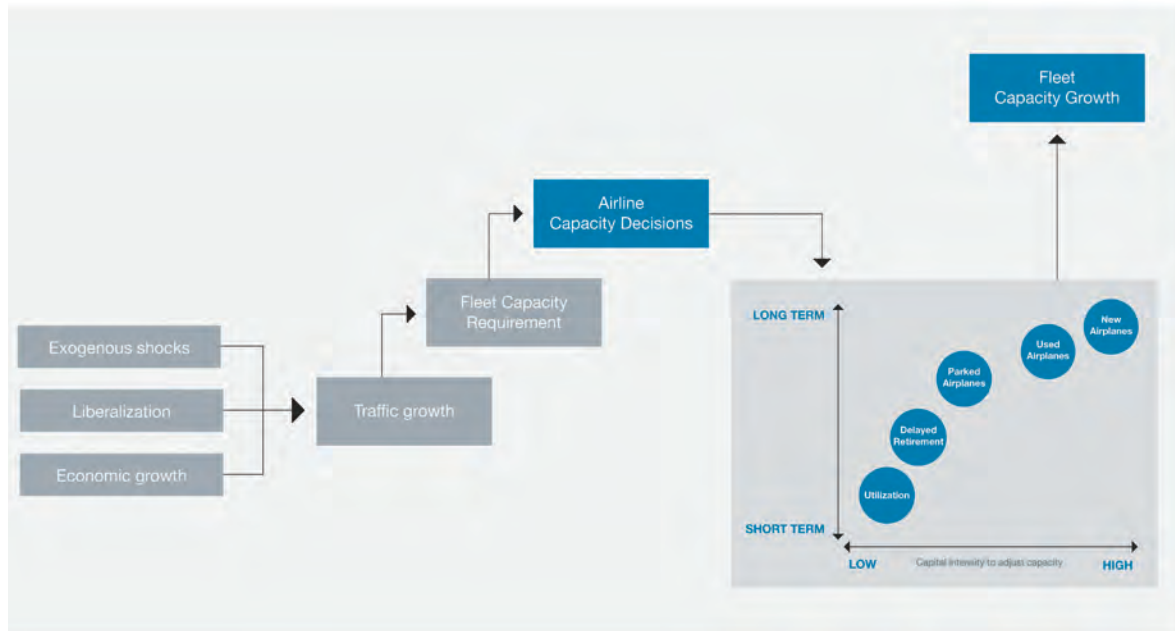 Exogenous shocks
Liberalization
Economic growth
Traffic growth
Fleet Capacity
Requirement
Airline
Capacity Decisions
Fleet
Capacity Growth
LONG TERM
SHORT TERM
New
Airplanes
Used
Airplanes
Parked
Airplanes
Delayed
Retirement
Utilization
LOW
Capital intensity to adjust capacity
HIGH